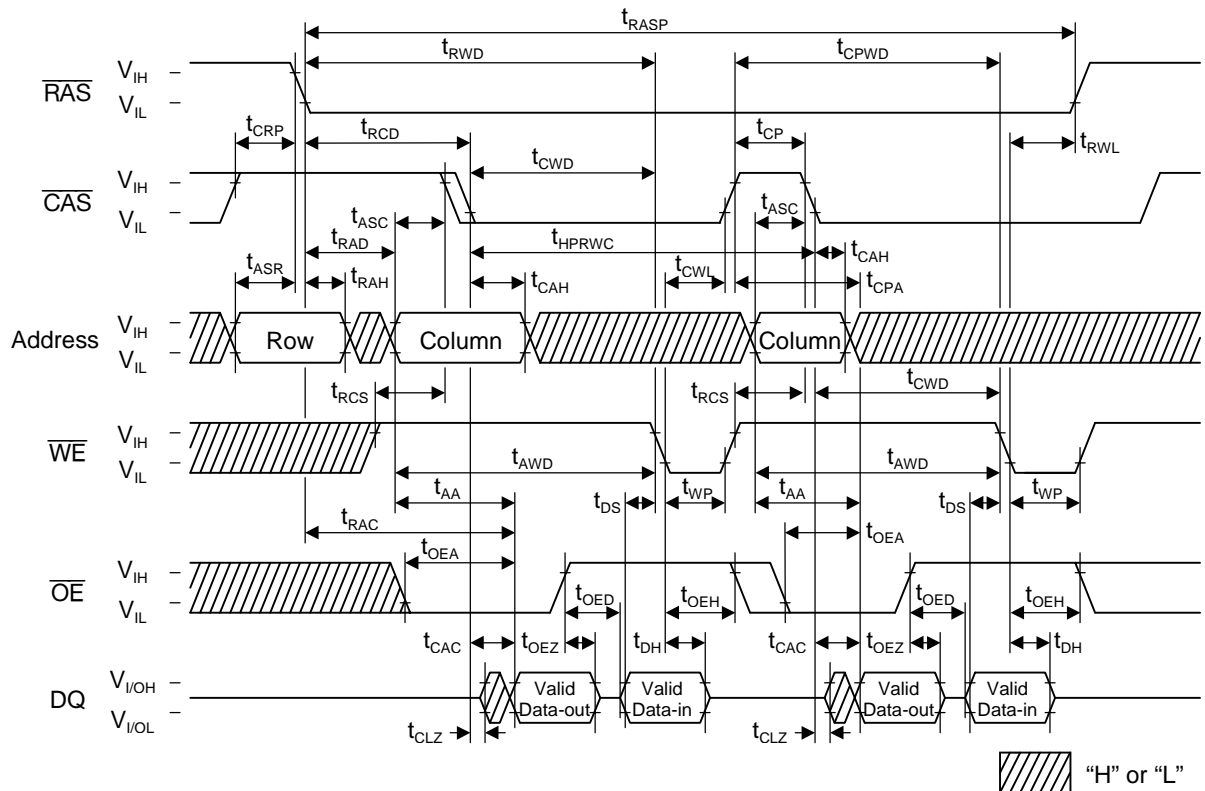 tRASP
tRWD
tCPWD
RAS
VIH
VIL
tCRP
tRCD
tCP
tRWL
tCWD
CAS
VIH
VIL
tASC
tASC
tRAD
tHPRWC
tCAH
tASR
tRAH
tCAH
tCWL
tCPA
Address
VIH
VIL
Row
Column
Column
tRCS
tRCS
tCWD
WE
VIH
VIL
tAWD
tAWD
tAA
tDS
tWP
tAA
tDS
tWP
tRAC
tOEA
tOEA
OE
VIH
VIL
tOED
tOEH
tOED
tOEH
tCAC
tOEZ
tDH
tCAC
tOEZ
tDH
DQ
VI/OH
VI/OL
Valid
Data-out
Valid
Data-in
Valid
Data-out
Valid
Data-in
tCLZ
tCLZ
“H” or “L”